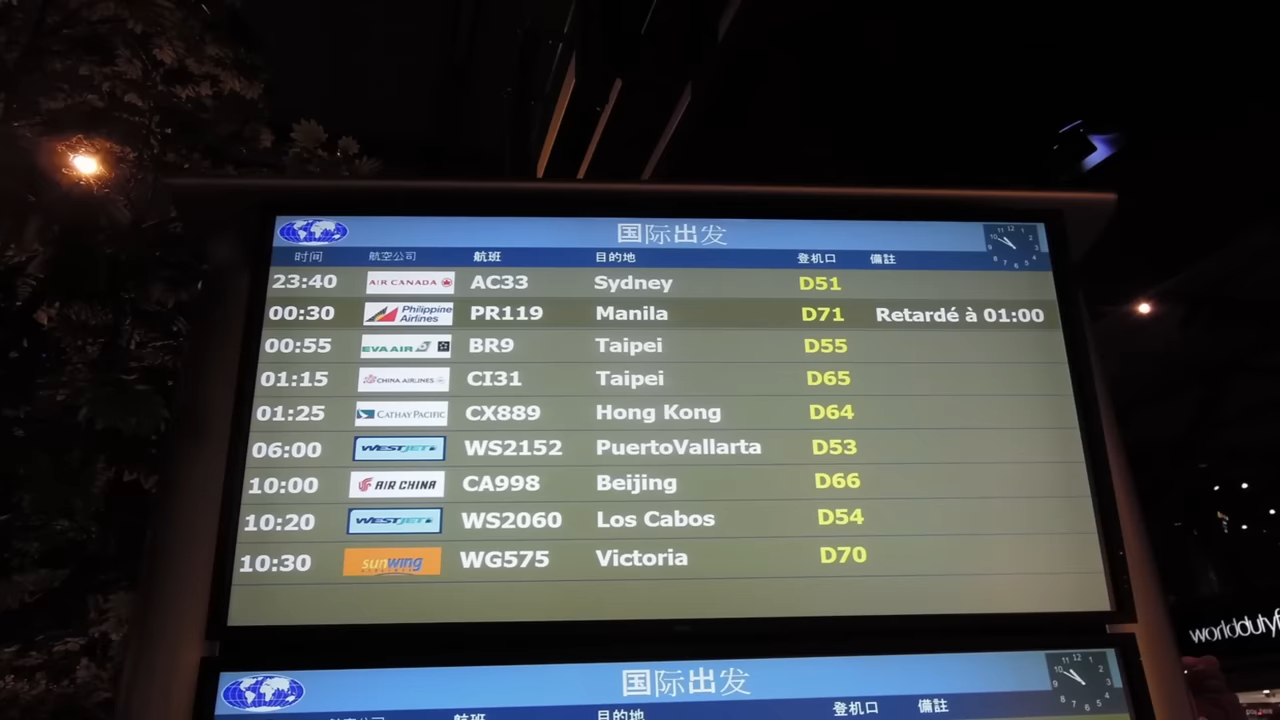 国际出发
时间 航空公司 航班 目的地 登机口 備註
23:40 AIR CANADA AC33 Sydney D51
00:30 Philippine Airlines PR119 Manila D71 Retardé à 01:00
00:55 EVA AIR BR9 Taipei D55
01:15 CHINA AIRLINES CI31 Taipei D65
01:25 CATHAY PACIFIC CX889 Hong Kong D64
06:00 WESTJET WS2152 PuertoVallarta D53
10:00 AIR CHINA CA998 Beijing D66
10:20 WESTJET WS2060 Los Cabos D54
10:30 sunwing WG575 Victoria D70
worlddutyf
国际出发
航空公司 航班 目的地 登机口 備註